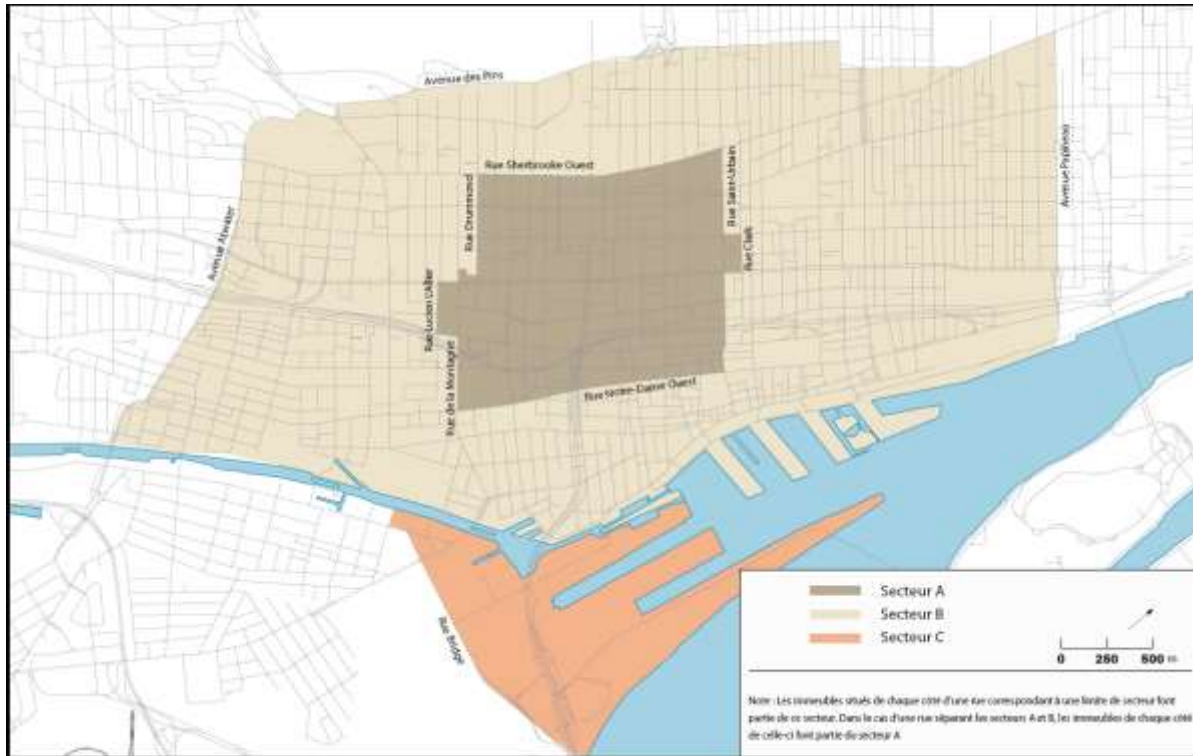 Avenue des Pins
Rue Sherbrooke Ouest
Rue Drummond
Rue Saint-Urbain
Avenue Papineau
Avenue Atwater
Rue Clark
Rue Lucien L'Allier
Rue de la Montagne
Rue Notre-Dame Ouest
Rue Bridge
Secteur A
Secteur B
Secteur C
0 250 500 m
Note : Les immeubles situés de chaque côté d'une rue correspondant à une limite de secteur font
partie de ce secteur. Dans le cas d'une rue séparant les secteurs A et B, les immeubles de chaque côté
de celle-ci font partie du secteur A